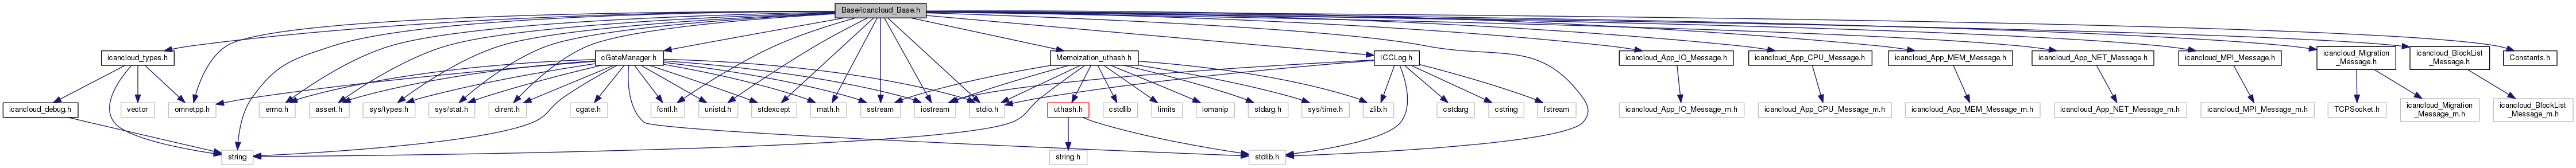 Base/icancloud_Base.h
icancloud_types.h
cGateManager.h
Memoization_uthash.h
ICCLog.h
icancloud_App_IO_Message.h
icancloud_App_CPU_Message.h
icancloud_App_MEM_Message.h
icancloud_App_NET_Message.h
icancloud_MPI_Message.h
icancloud_Migration
_Message.h
icancloud_BlockList
_Message.h
Constants.h
icancloud_debug.h
vector
omnetpp.h
errno.h
assert.h
sys/types.h
sys/stat.h
dirent.h
cgate.h
fcntl.h
unistd.h
stdexcept
math.h
sstream
iostream
stdio.h
uthash.h
cstdlib
limits
iomanip
stdarg.h
sys/time.h
zlib.h
cstdarg
cstring
fstream
icancloud_App_IO_Message_m.h
icancloud_App_CPU_Message_m.h
icancloud_App_MEM_Message_m.h
icancloud_App_NET_Message_m.h
icancloud_MPI_Message_m.h
TCPSocket.h
icancloud_Migration
_Message_m.h
icancloud_BlockList
_Message_m.h
string
string.h
stdlib.h